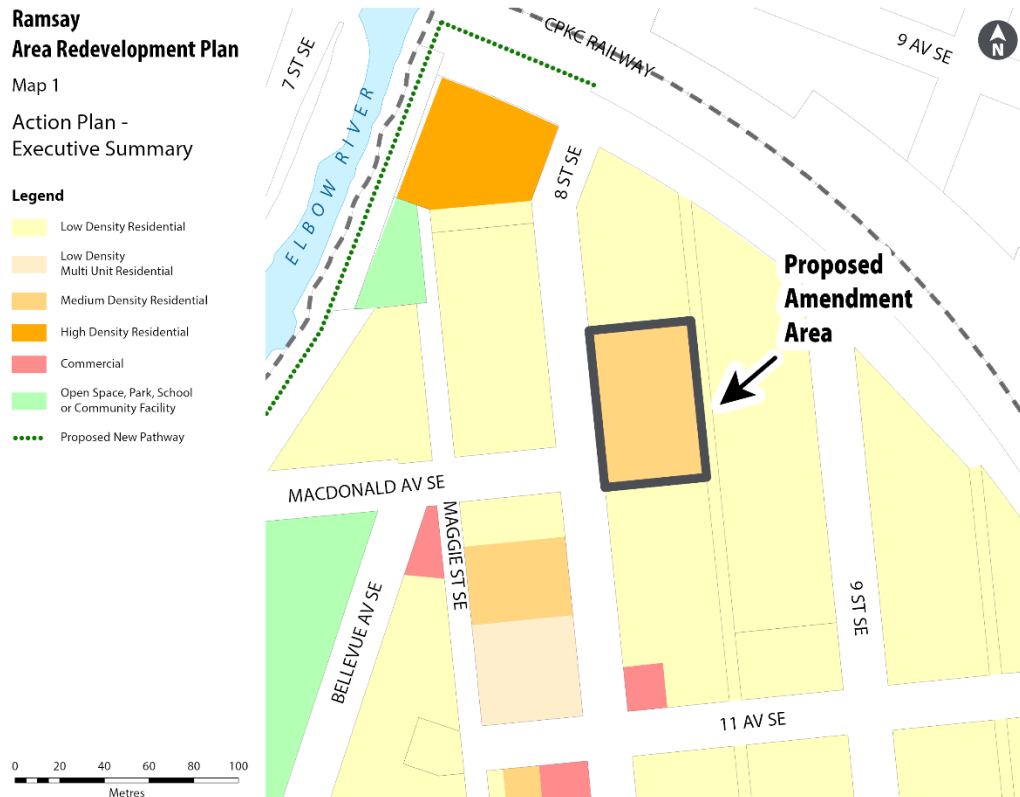 Ramsay
Area Redevelopment Plan
Map 1
Action Plan -
Executive Summary
Legend
Low Density Residential
Low Density
Multi Unit Residential
Medium Density Residential
High Density Residential
Commercial
Open Space, Park, School
or Community Facility
Proposed New Pathway
0 20 40 60 80 100
Metres
7 ST SE
ELBOW RIVER
CPKC RAILWAY
9 AV SE
N
8 ST SE
Proposed
Amendment
Area
MACDONALD AV SE
MAGGIE ST SE
BELLEVUE AV SE
9 ST SE
11 AV SE